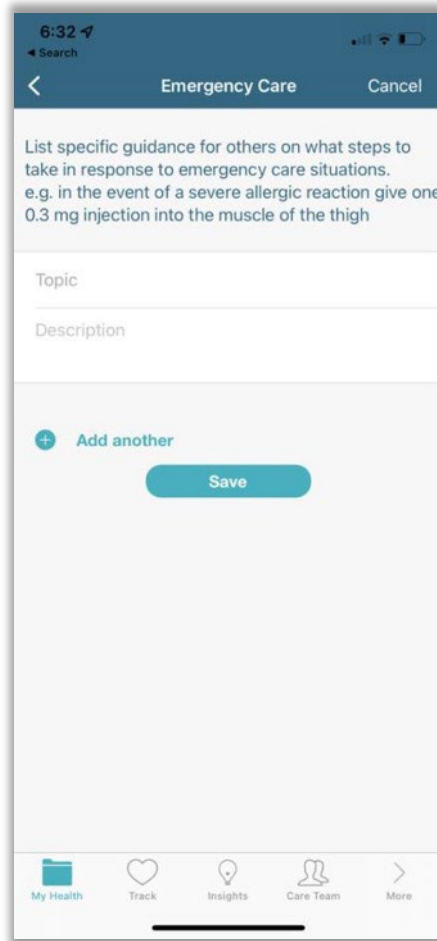 6:32
Search
Emergency Care
Cancel
List specific guidance for others on what steps to
take in response to emergency care situations.
e.g. in the event of a severe allergic reaction give one
0.3 mg injection into the muscle of the thigh
Topic
Description
Add another
Save
My Health
Track
Insights
Care Team
More